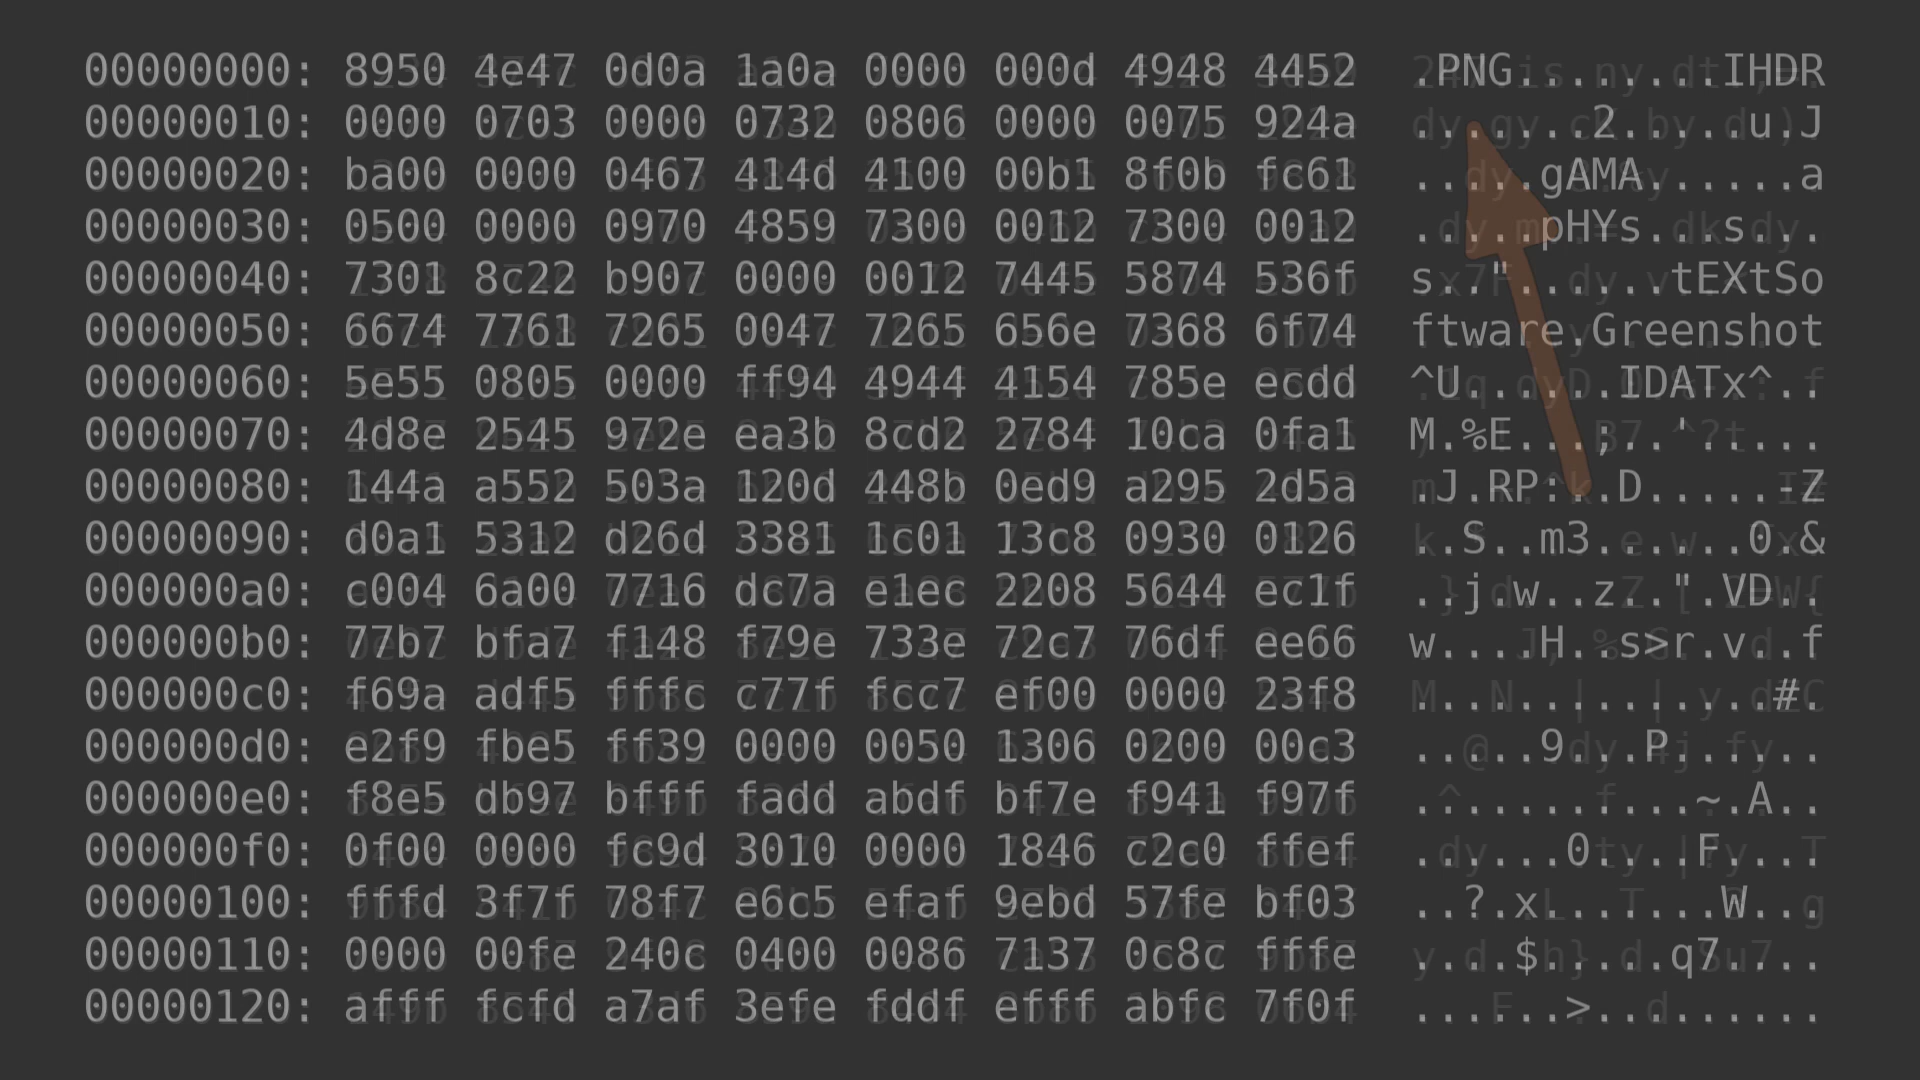 00000000: 8950 4e47 0d0a 1a0a 0000 000d 4948 4452 .PNG........IHDR
00000010: 0000 0703 0000 0732 0806 0000 0075 924a .......2.....u.J
00000020: ba00 0000 0467 414d 4100 00b1 8f0b fc61 .....gAMA......a
00000030: 0500 0000 0970 4859 7300 0012 7300 0012 .....pHYs...s...
00000040: 7301 8c22 b907 0000 0012 7445 5874 536f s.."......tEXtSo
00000050: 6674 7761 7265 0047 7265 656e 7368 6f74 ftware.Greenshot
00000060: 5e55 0805 0000 ff94 4944 4154 785e ecdd ^U......IDATx^..
00000070: 4d8e 2545 972e ea3b 8cd2 2784 10ca 0fa1 M.%E...;..'.....
00000080: 144a a552 503a 120d 448b 0ed9 a295 2d5a .J.RP:..D.....-Z
00000090: d0a1 5312 d26d 3381 1c01 13c8 0930 0126 ..S..m3......0.&
000000a0: c004 6a00 7716 dc7a e1ec 2208 5644 ec1f ..j.w..z..".VD..
000000b0: 77b7 bfa7 f148 f79e 733e 72c7 76df ee66 w....H..s>r.v..f
000000c0: f69a adf5 fffc c77f fcc7 ef00 0000 23f8 ..............#.
000000d0: e2f9 fbe5 ff39 0000 0050 1306 0200 00c3 .....9...P......
000000e0: f8e5 db97 bfff fadd abdf bf7e f941 f97f ...........~.A..
000000f0: 0f00 0000 fc9d 3010 0000 1846 c2c0 ffef ......0....F....
00000100: fffd 3f7f 78f7 e6c5 efaf 9ebd 57fe bf03 ..?.x.......W...
00000110: 0000 00fe 240c 0400 0086 7137 0c8c fffe ....$.....q7....
00000120: afff fcfd a7af 3efe fddf efff abfc 7f0f ......>.........